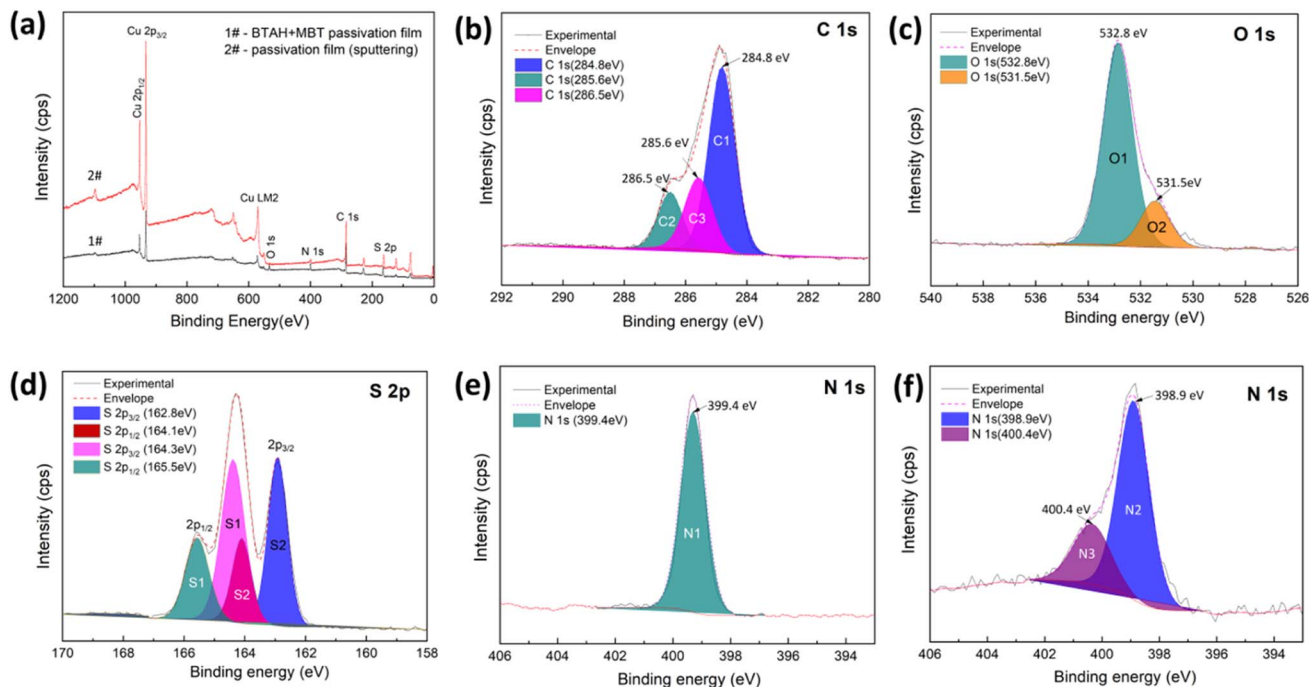 (a)
1# - BTAH+MBT passivation film
2# - passivation film (sputtering)
Cu 2p3/2
Cu 2p1/2
2#
1#
Cu LM2
O 1s
N 1s
C 1s
S 2p
Intensity (cps)
1200 1000 800 600 400 200 0
Binding Energy(eV)
(b)
C 1s
Experimental
Envelope
C 1s(284.8eV)
C 1s(285.6eV)
C 1s(286.5eV)
284.8 eV
285.6 eV
286.5 eV
C1
C2
C3
Intensity (cps)
292 290 288 286 284 282 280
Binding energy (eV)
(c)
O 1s
Experimental
Envelope
O 1s(532.8eV)
O 1s(531.5eV)
532.8 eV
531.5eV
O1
O2
Intensity (cps)
540 538 536 534 532 530 528 526
Binding energy (eV)
(d)
S 2p
Experimental
Envelope
S 2p3/2 (162.8eV)
S 2p1/2 (164.1eV)
S 2p3/2 (164.3eV)
S 2p1/2 (165.5eV)
2p3/2
2p1/2
S1
S2
S1
S2
Intensity (cps)
170 168 166 164 162 160 158
Binding energy (eV)
(e)
N 1s
Experimental
Envelope
N 1s (399.4eV)
399.4 eV
N1
Intensity (cps)
406 404 402 400 398 396 394
Binding energy (eV)
(f)
N 1s
Experimental
Envelope
N 1s(398.9eV)
N 1s(400.4eV)
398.9 eV
400.4 eV
N2
N3
Intensity (cps)
406 404 402 400 398 396 394
Binding energy (eV)